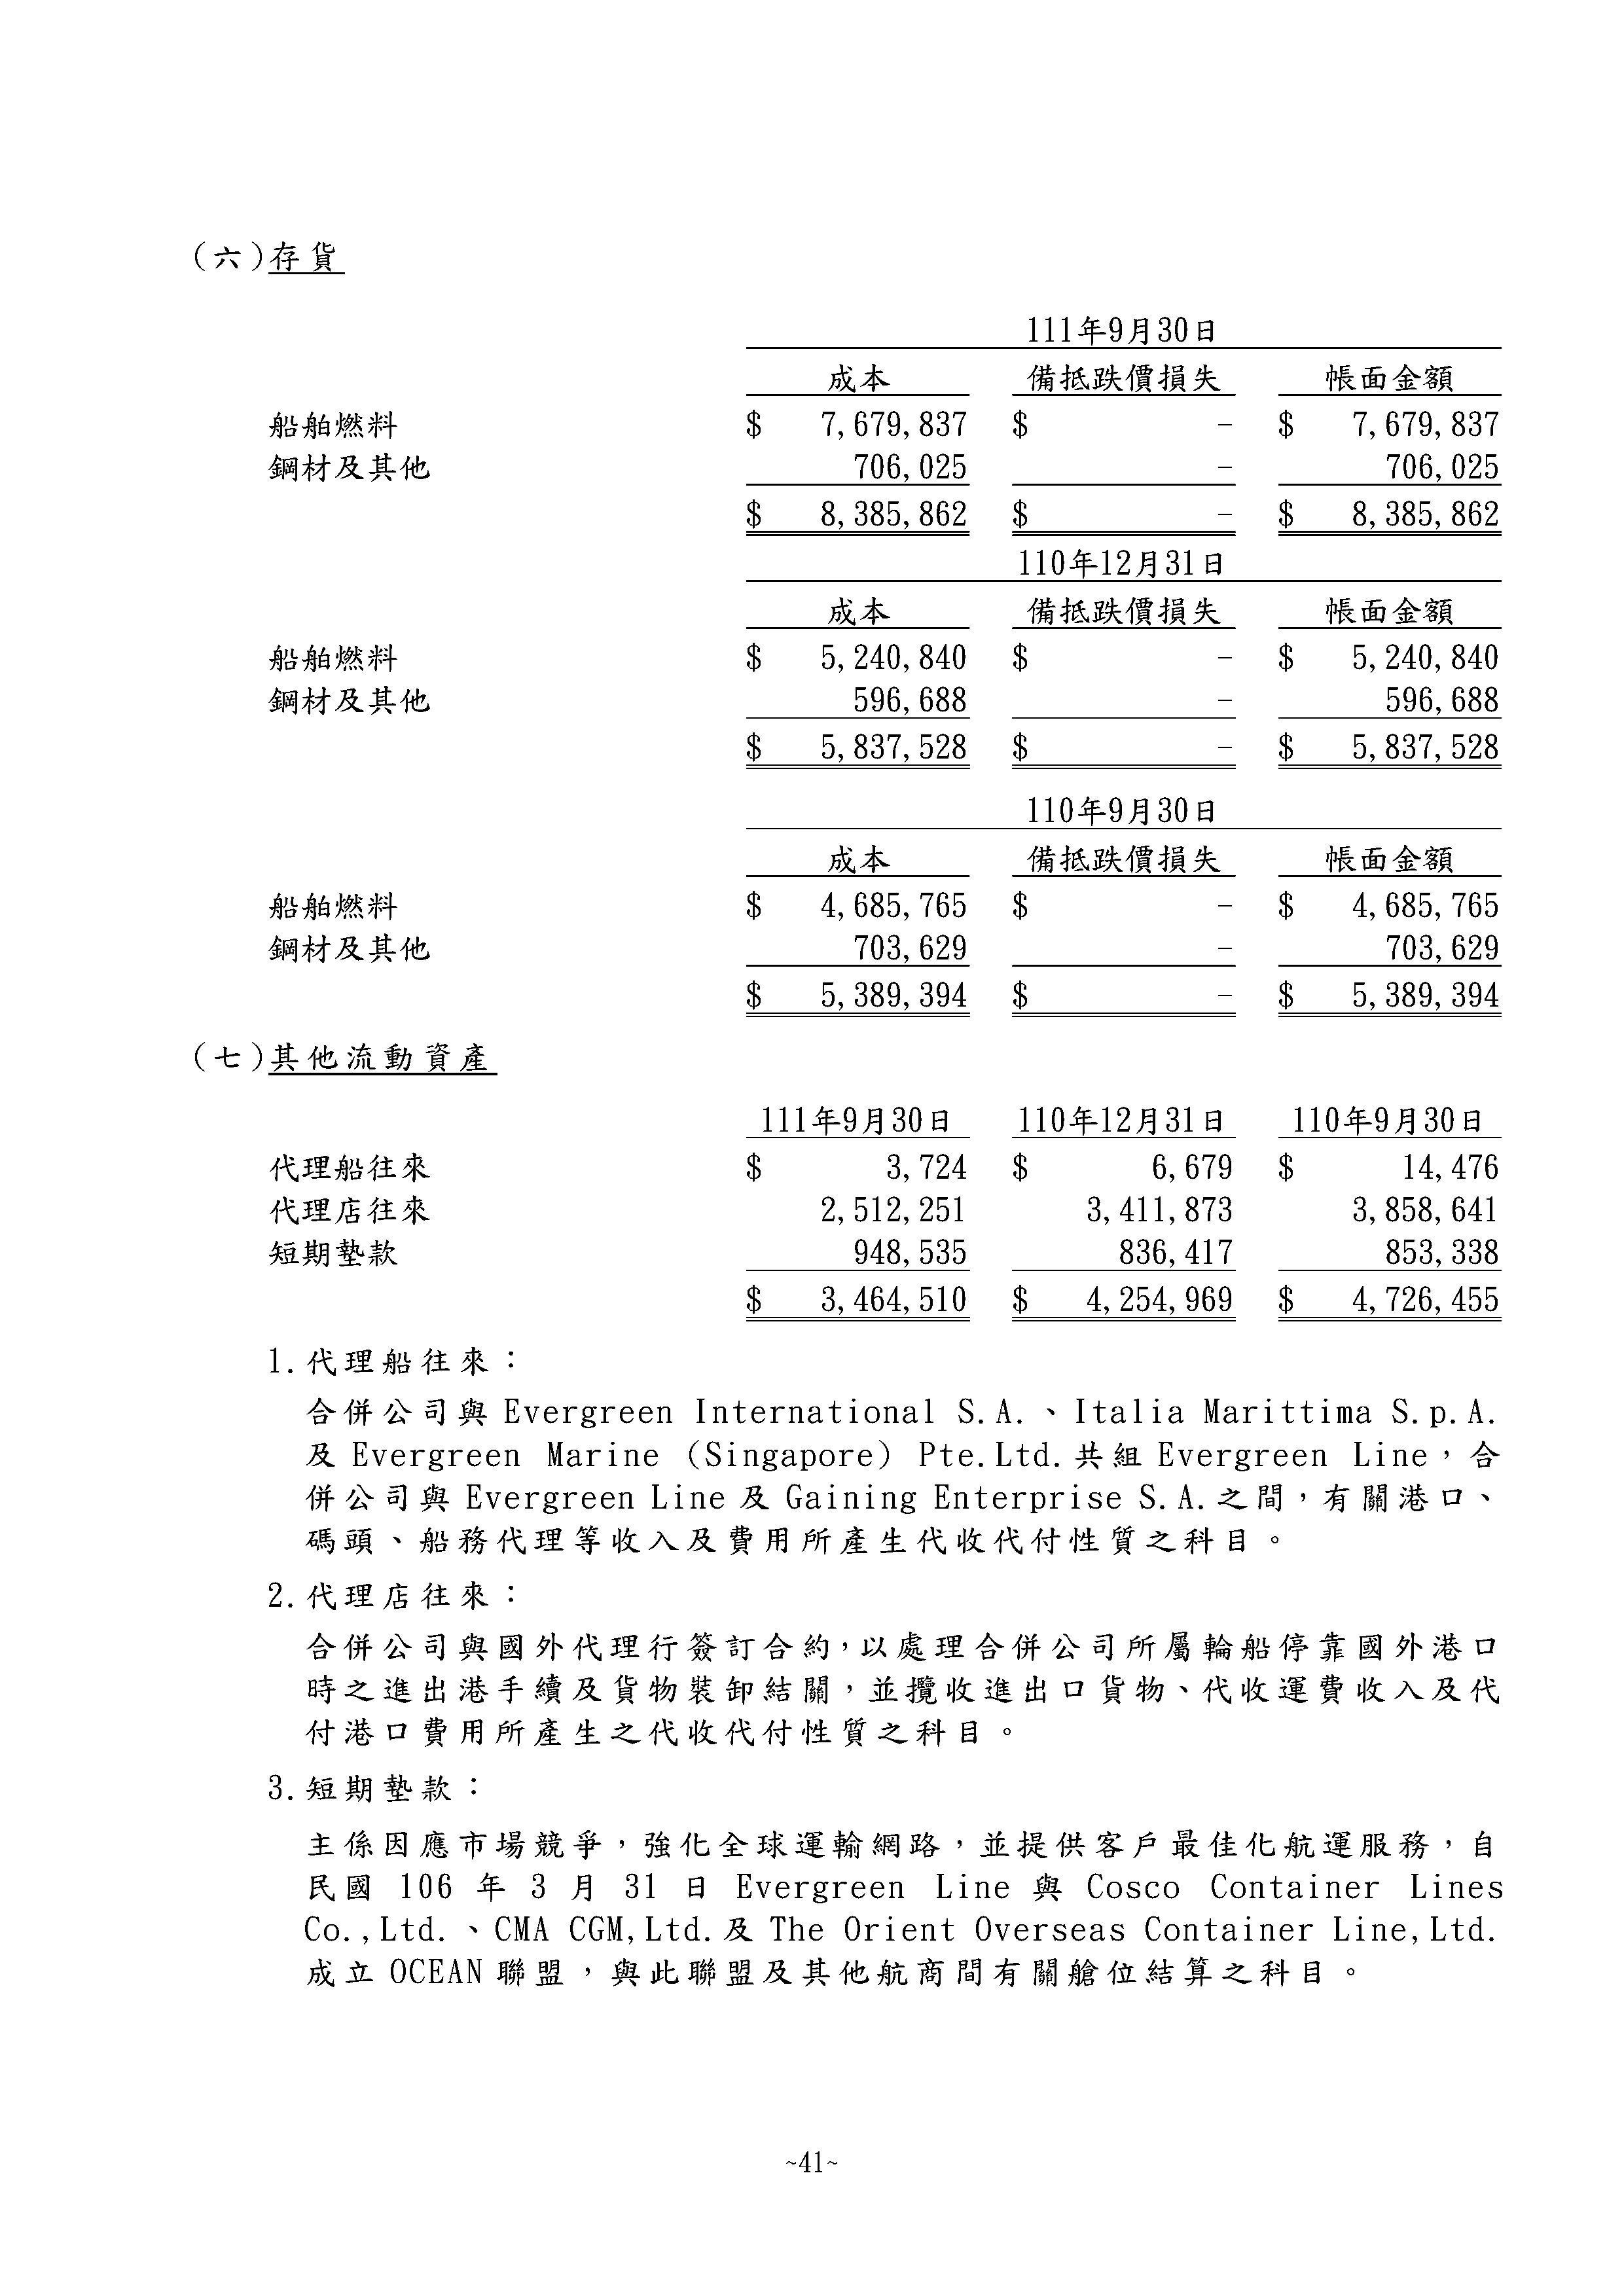 (六)存貨
111年9月30日
成本 備抵跌價損失 帳面金額
船舶燃料 $ 7,679,837 $ - $ 7,679,837
鋼材及其他 706,025 - 706,025
$ 8,385,862 $ - $ 8,385,862
110年12月31日
成本 備抵跌價損失 帳面金額
船舶燃料 $ 5,240,840 $ - $ 5,240,840
鋼材及其他 596,688 - 596,688
$ 5,837,528 $ - $ 5,837,528
110年9月30日
成本 備抵跌價損失 帳面金額
船舶燃料 $ 4,685,765 $ - $ 4,685,765
鋼材及其他 703,629 - 703,629
$ 5,389,394 $ - $ 5,389,394
(七)其他流動資產
111年9月30日 110年12月31日 110年9月30日
代理船往來 $ 3,724 $ 6,679 $ 14,476
代理店往來 2,512,251 3,411,873 3,858,641
短期墊款 948,535 836,417 853,338
$ 3,464,510 $ 4,254,969 $ 4,726,455
1.代理船往來：
合併公司與 Evergreen International S.A.、Italia Marittima S.p.A.
及 Evergreen Marine (Singapore) Pte.Ltd.共組 Evergreen Line，合
併公司與 Evergreen Line 及 Gaining Enterprise S.A.之間，有關港口、
碼頭、船務代理等收入及費用所產生代收代付性質之科目。
2.代理店往來：
合併公司與國外代理行簽訂合約，以處理合併公司所屬輪船停靠國外港口
時之進出港手續及貨物裝卸結關，並攬收進出口貨物、代收運費收入及代
付港口費用所產生之代收代付性質之科目。
3.短期墊款：
主係因應市場競爭，強化全球運輸網路，並提供客戶最佳化航運服務，自
民國 106 年 3 月 31 日 Evergreen Line 與 Cosco Container Lines
Co.,Ltd.、CMA CGM,Ltd.及 The Orient Overseas Container Line,Ltd.
成立 OCEAN 聯盟，與此聯盟及其他航商間有關艙位結算之科目。
~41~